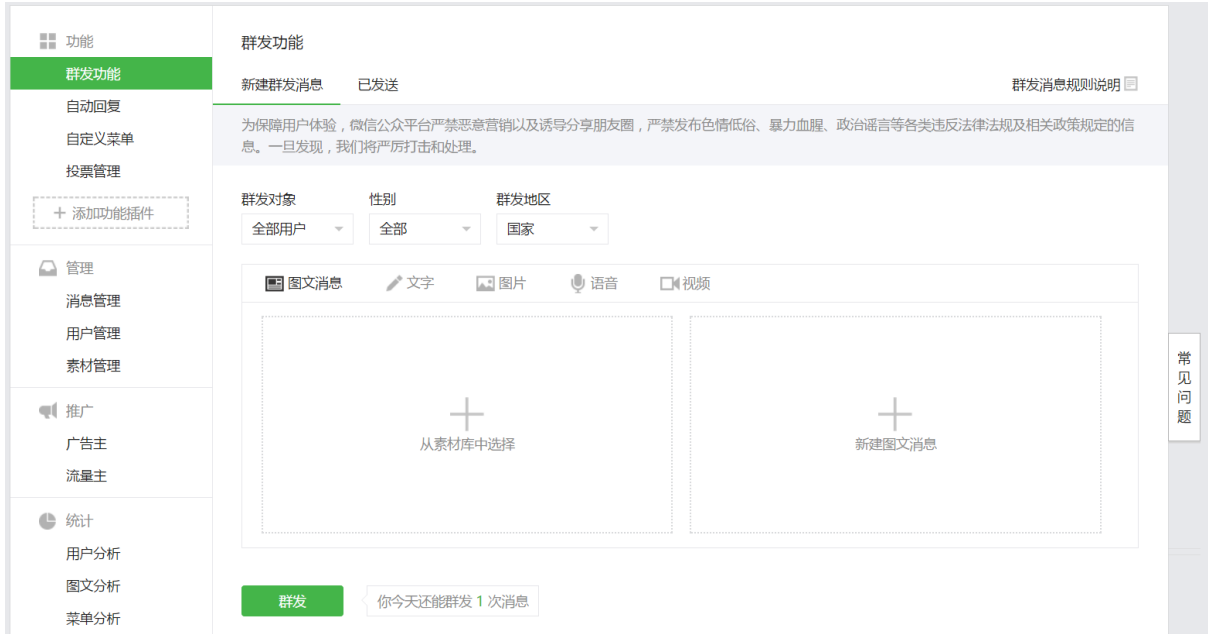 功能
群发功能
自动回复
自定义菜单
投票管理
+ 添加功能插件
管理
消息管理
用户管理
素材管理
推广
广告主
流量主
统计
用户分析
图文分析
菜单分析
群发功能
新建群发消息 已发送 群发消息规则说明
为保障用户体验，微信公众平台严禁恶意营销以及诱导分享朋友圈，严禁发布色情低俗、暴力血腥、政治谣言等各类违反法律法规及相关政策规定的信
息。一旦发现，我们将严厉打击和处理。
群发对象 性别 群发地区
全部用户 全部 国家
图文消息 文字 图片 语音 视频
从素材库中选择 新建图文消息
群发 你今天还能群发 1 次消息
常
见
问
题